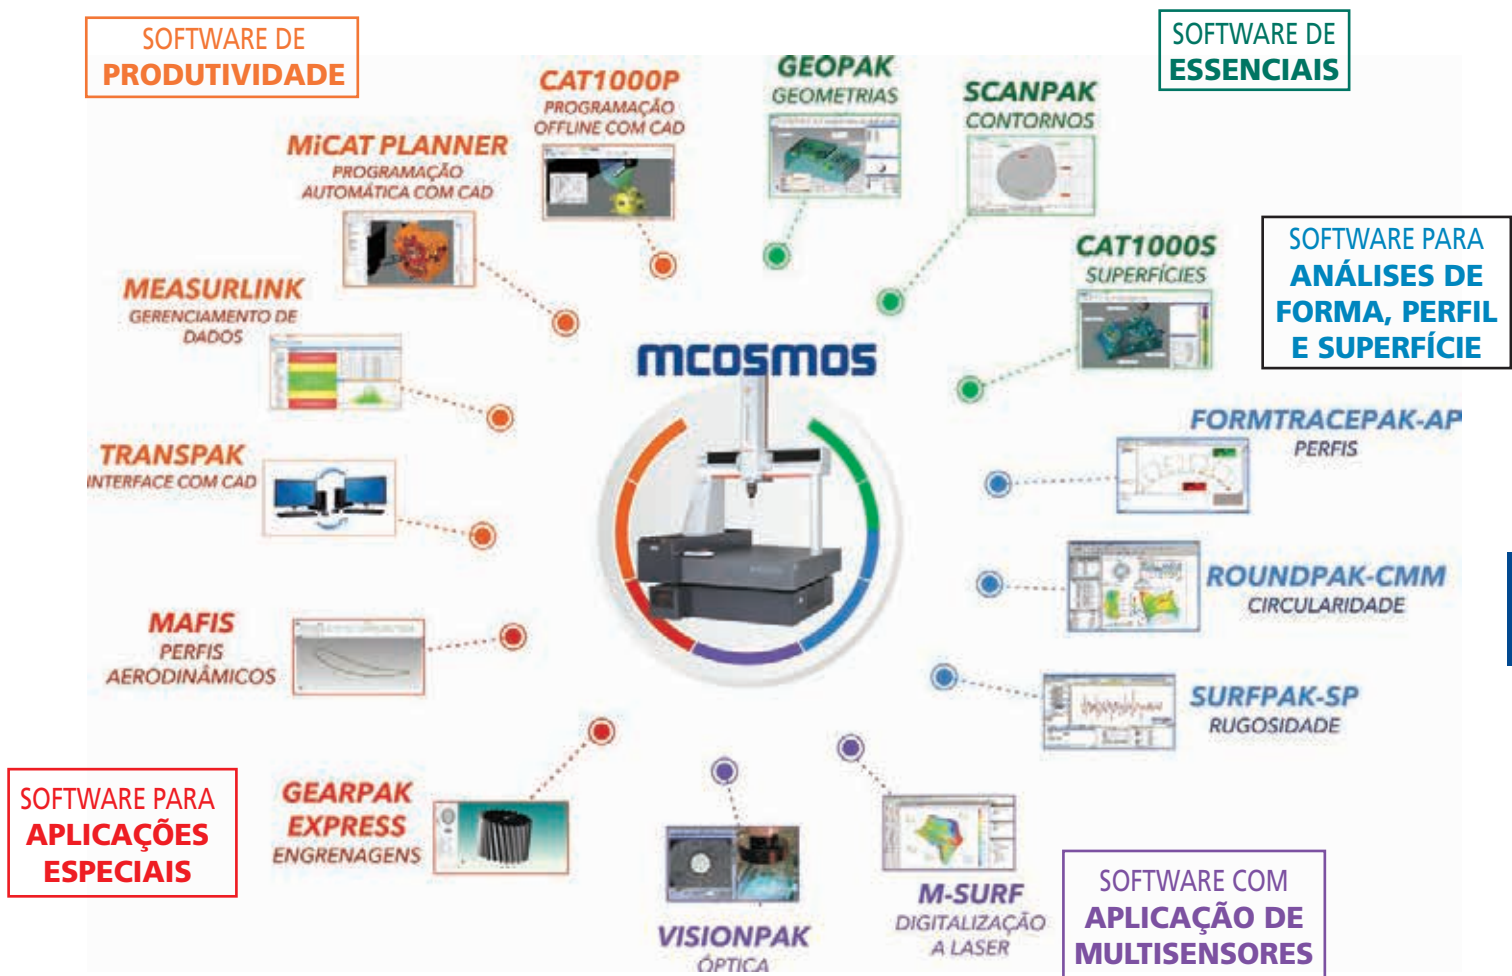 SOFTWARE DE
PRODUTIVIDADE
SOFTWARE DE
ESSENCIAIS
CAT1000P
PROGRAMAÇÃO
OFFLINE COM CAD
GEOPAK
GEOMETRIAS
SCANPAK
CONTORNOS
MiCAT PLANNER
PROGRAMAÇÃO
AUTOMÁTICA COM CAD
CAT1000S
SUPERFÍCIES
SOFTWARE PARA
ANÁLISES DE
FORMA, PERFIL
E SUPERFÍCIE
MEASURLINK
GERENCIAMENTO DE
DADOS
mcosmos
FORMTRACEPAK-AP
PERFIS
TRANSPAK
INTERFACE COM CAD
ROUNDPAK-CMM
CIRCULARIDADE
MAFIS
PERFIS
AERODINÂMICOS
SURFPAK-SP
RUGOSIDADE
SOFTWARE PARA
APLICAÇÕES
ESPECIAIS
GEARPAK
EXPRESS
ENGRENAGENS
VISIONPAK
ÓPTICA
M-SURF
DIGITALIZAÇÃO
A LASER
SOFTWARE COM
APLICAÇÃO DE
MULTISENSORES